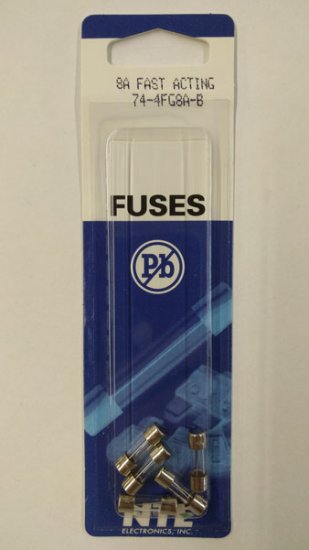 8A FAST ACTING
74-4FG8A-B
FUSES
Pb
NTE
ELECTRONICS, INC.